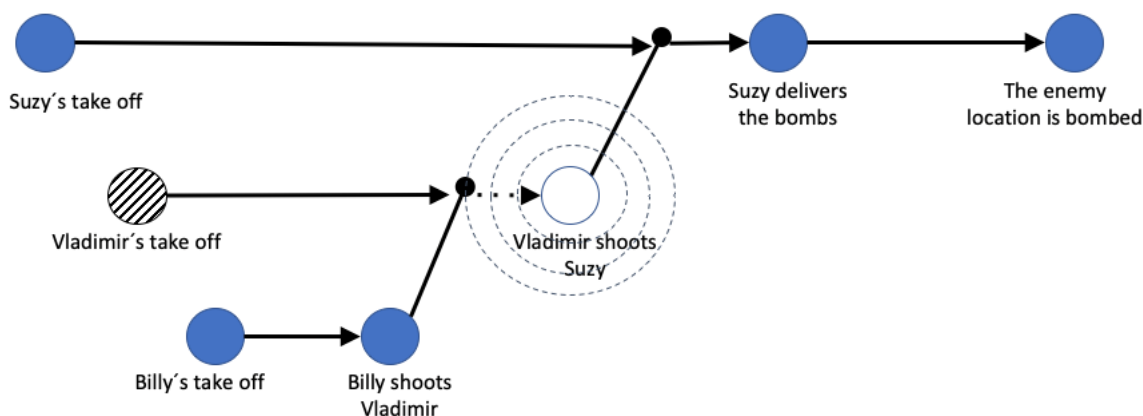 Suzy´s take off
Suzy delivers
the bombs
The enemy
location is bombed
Vladimir´s take off
Vladimir shoots
Suzy
Billy´s take off
Billy shoots
Vladimir